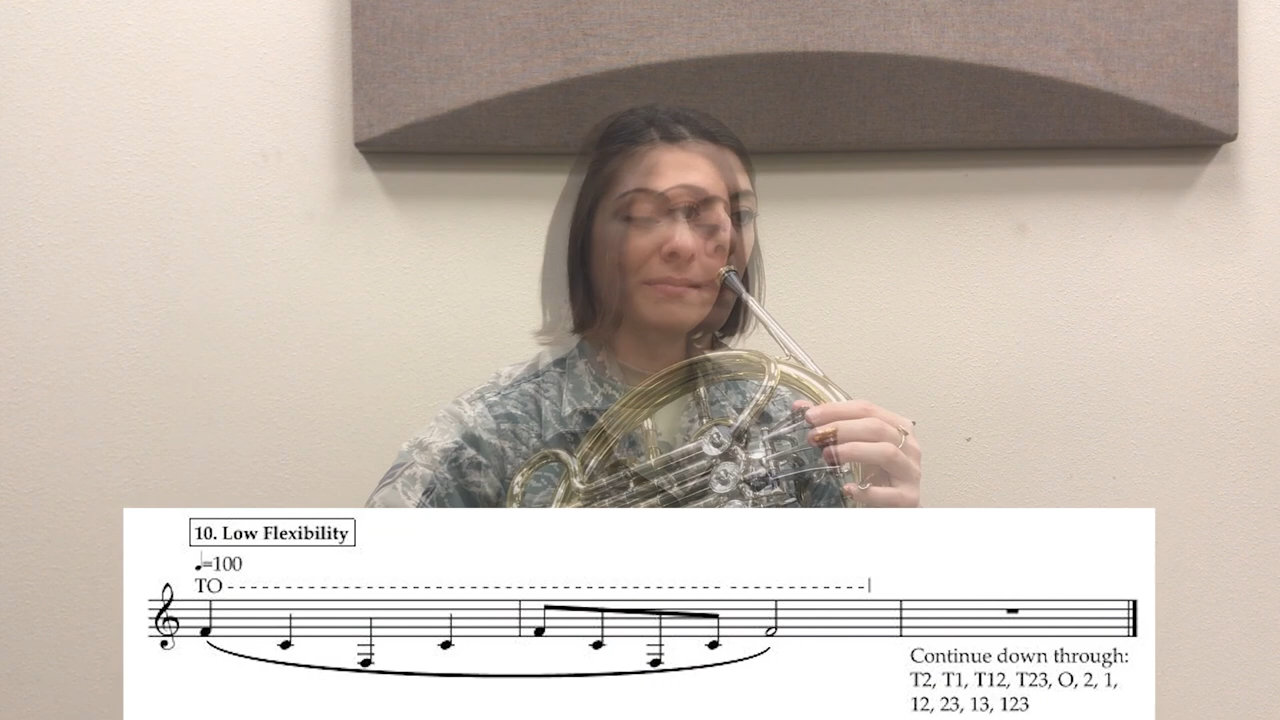 10. Low Flexibility
♩=100
TO
Continue down through:
T2, T1, T12, T23, O, 2, 1,
12, 23, 13, 123